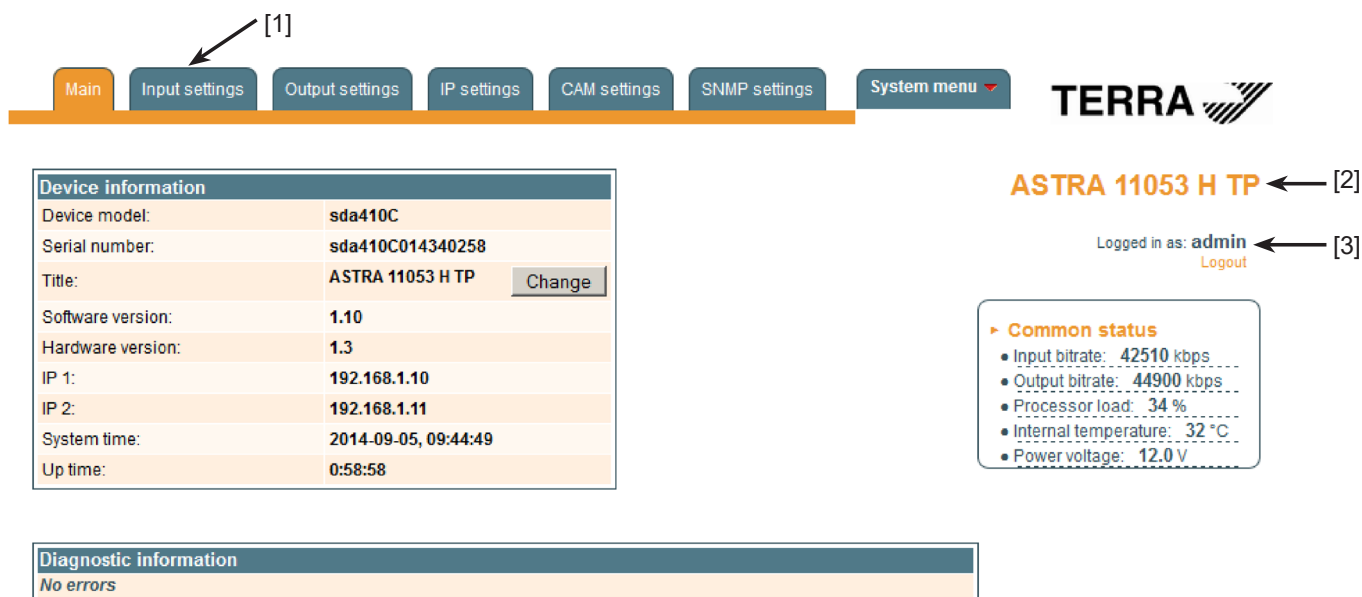 [1]
Main Input settings Output settings IP settings CAM settings SNMP settings System menu
TERRA
ASTRA 11053 H TP [2]
Logged in as: admin [3]
Logout
Device information
Device model: sda410C
Serial number: sda410C014340258
Title: ASTRA 11053 H TP Change
Software version: 1.10
Hardware version: 1.3
IP 1: 192.168.1.10
IP 2: 192.168.1.11
System time: 2014-09-05, 09:44:49
Up time: 0:58:58
Common status
Input bitrate: 42510 kbps
Output bitrate: 44900 kbps
Processor load: 34 %
Internal temperature: 32 °C
Power voltage: 12.0 V
Diagnostic information
No errors